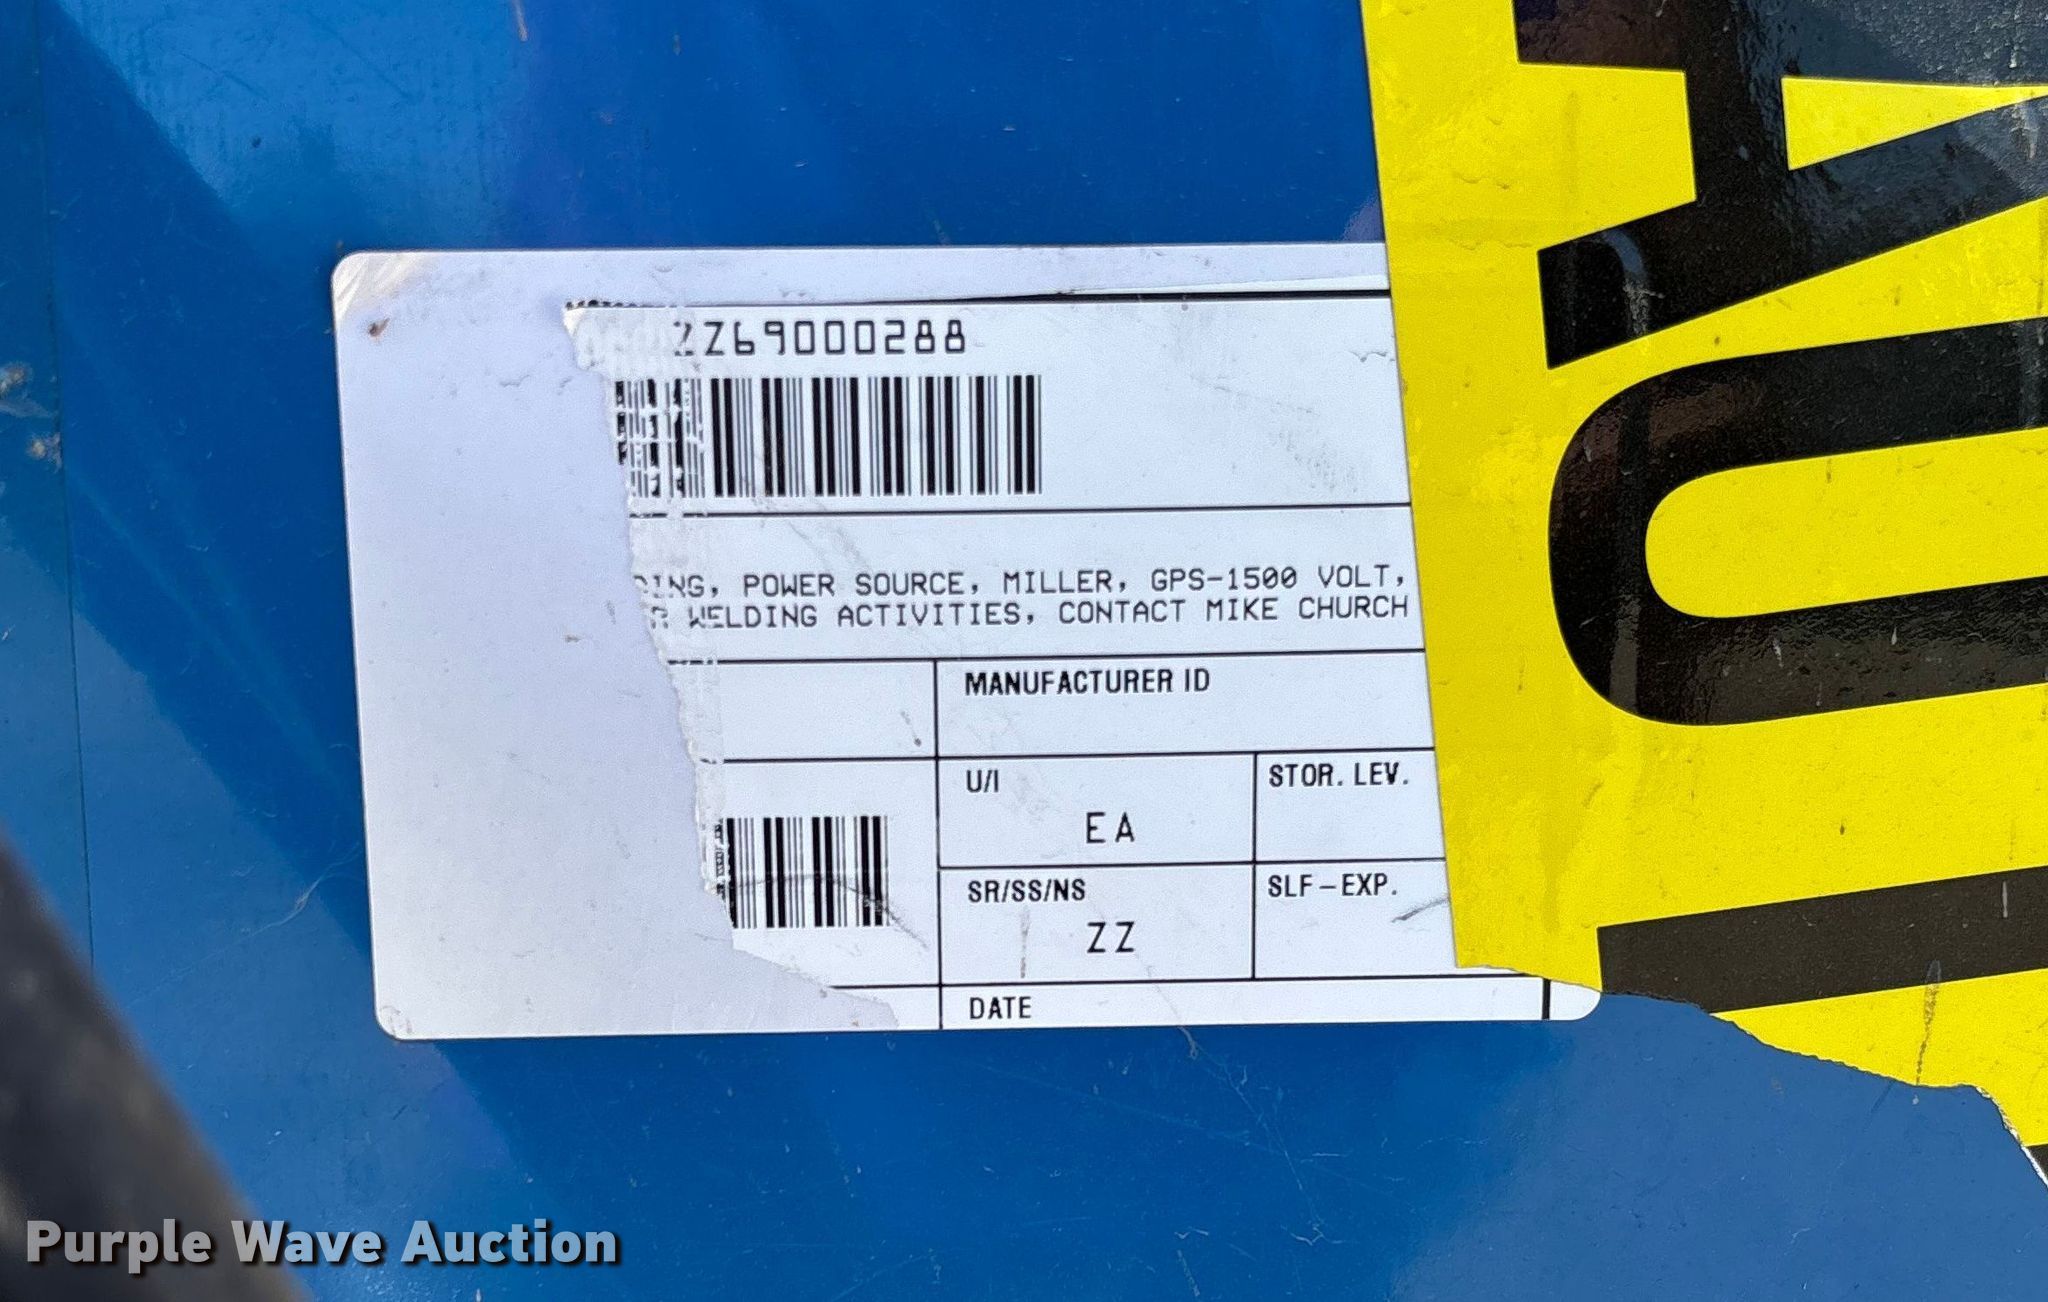 ZZ69000288
POWER SOURCE, MILLER, GPS-1500 VOLT,
WELDING ACTIVITIES, CONTACT MIKE CHURCH
MANUFACTURER ID
U/I
EA
STOR. LEV.
SR/SS/NS
ZZ
SLF-EXP.
DATE
Purple Wave Auction